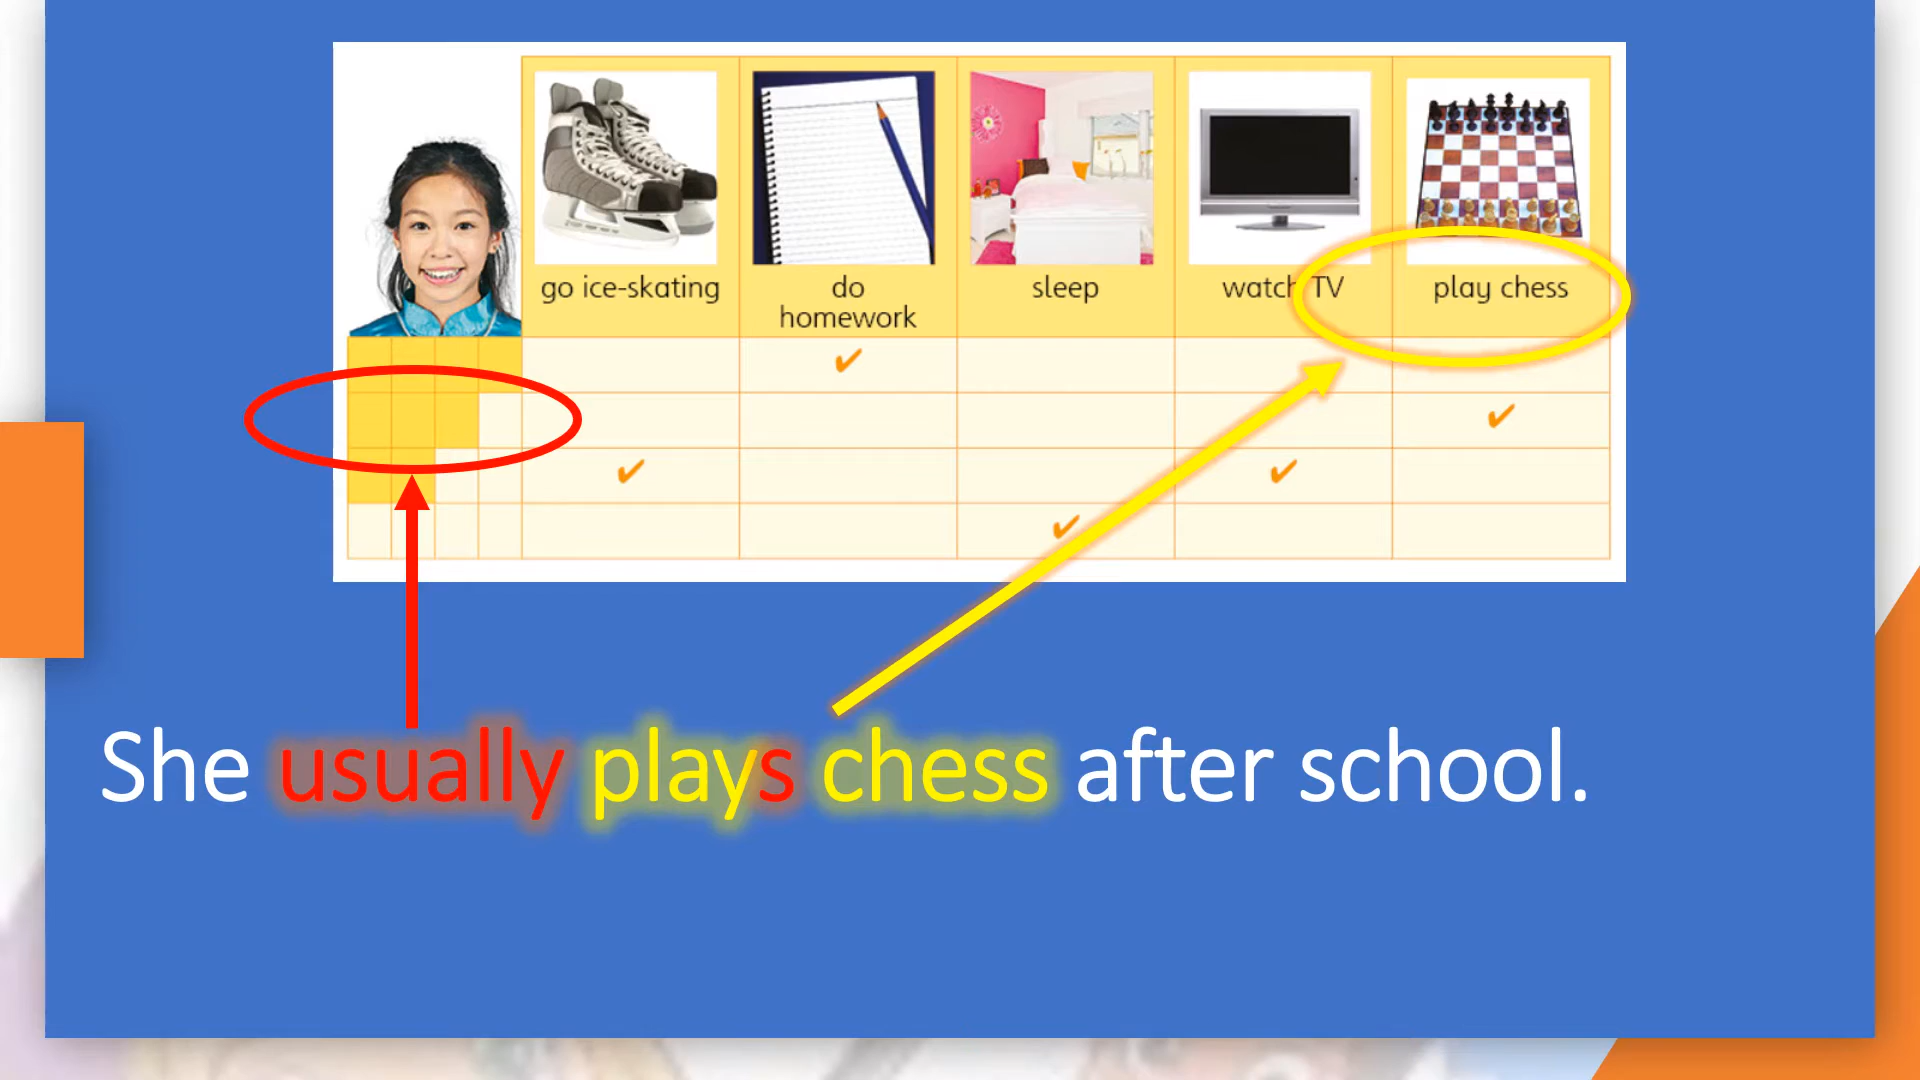 go ice-skating
do
homework
sleep
watch TV
play chess
She usually plays chess after school.